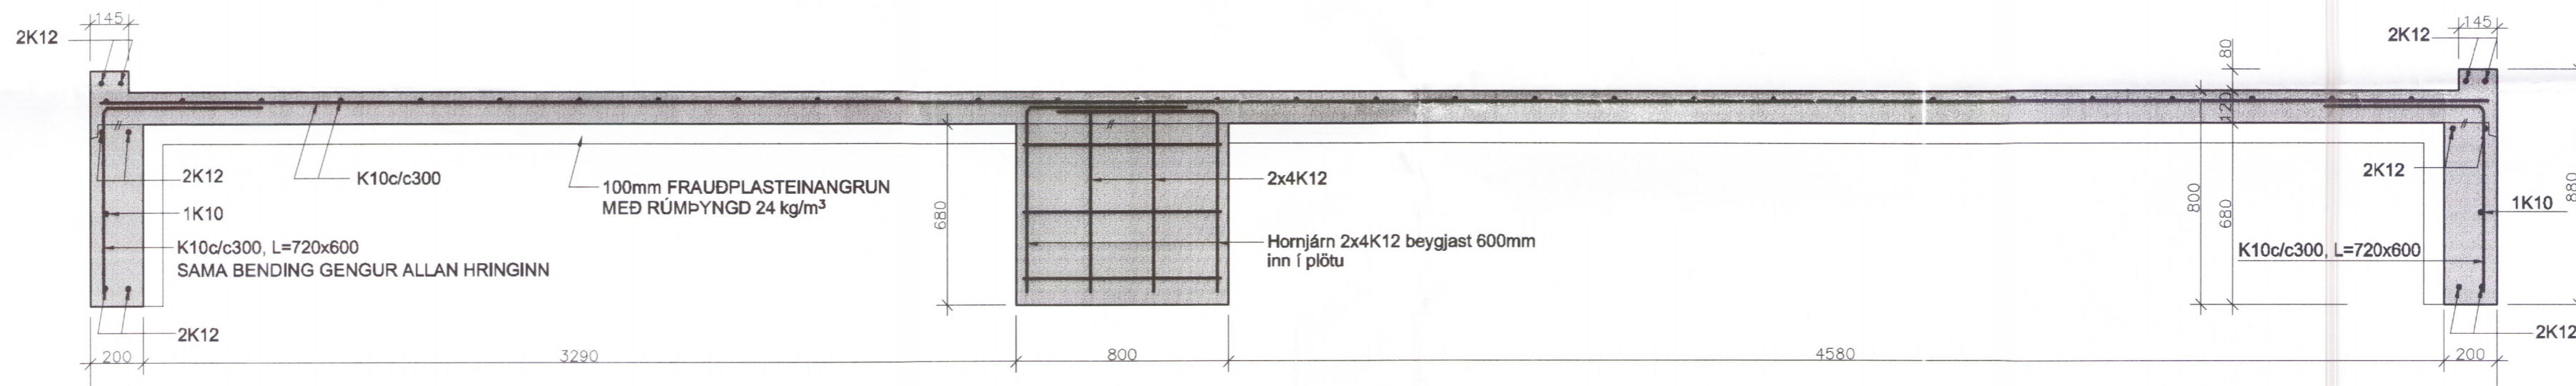 145
2K12
145
2K12
80
120
2K12
K10c/c300
100mm FRAUÐPLASTEINANGRUN
MEÐ RÚMÞYNGD 24 kg/m³
1K10
K10c/c300, L=720x600
SAMA BENDING GENGUR ALLAN HRINGINN
2K12
680
2x4K12
Hornjárn 2x4K12 beygjast 600mm
inn í plötu
800
680
2K12
1K10
880
K10c/c300, L=720x600
2K12
200
3290
800
4580
200